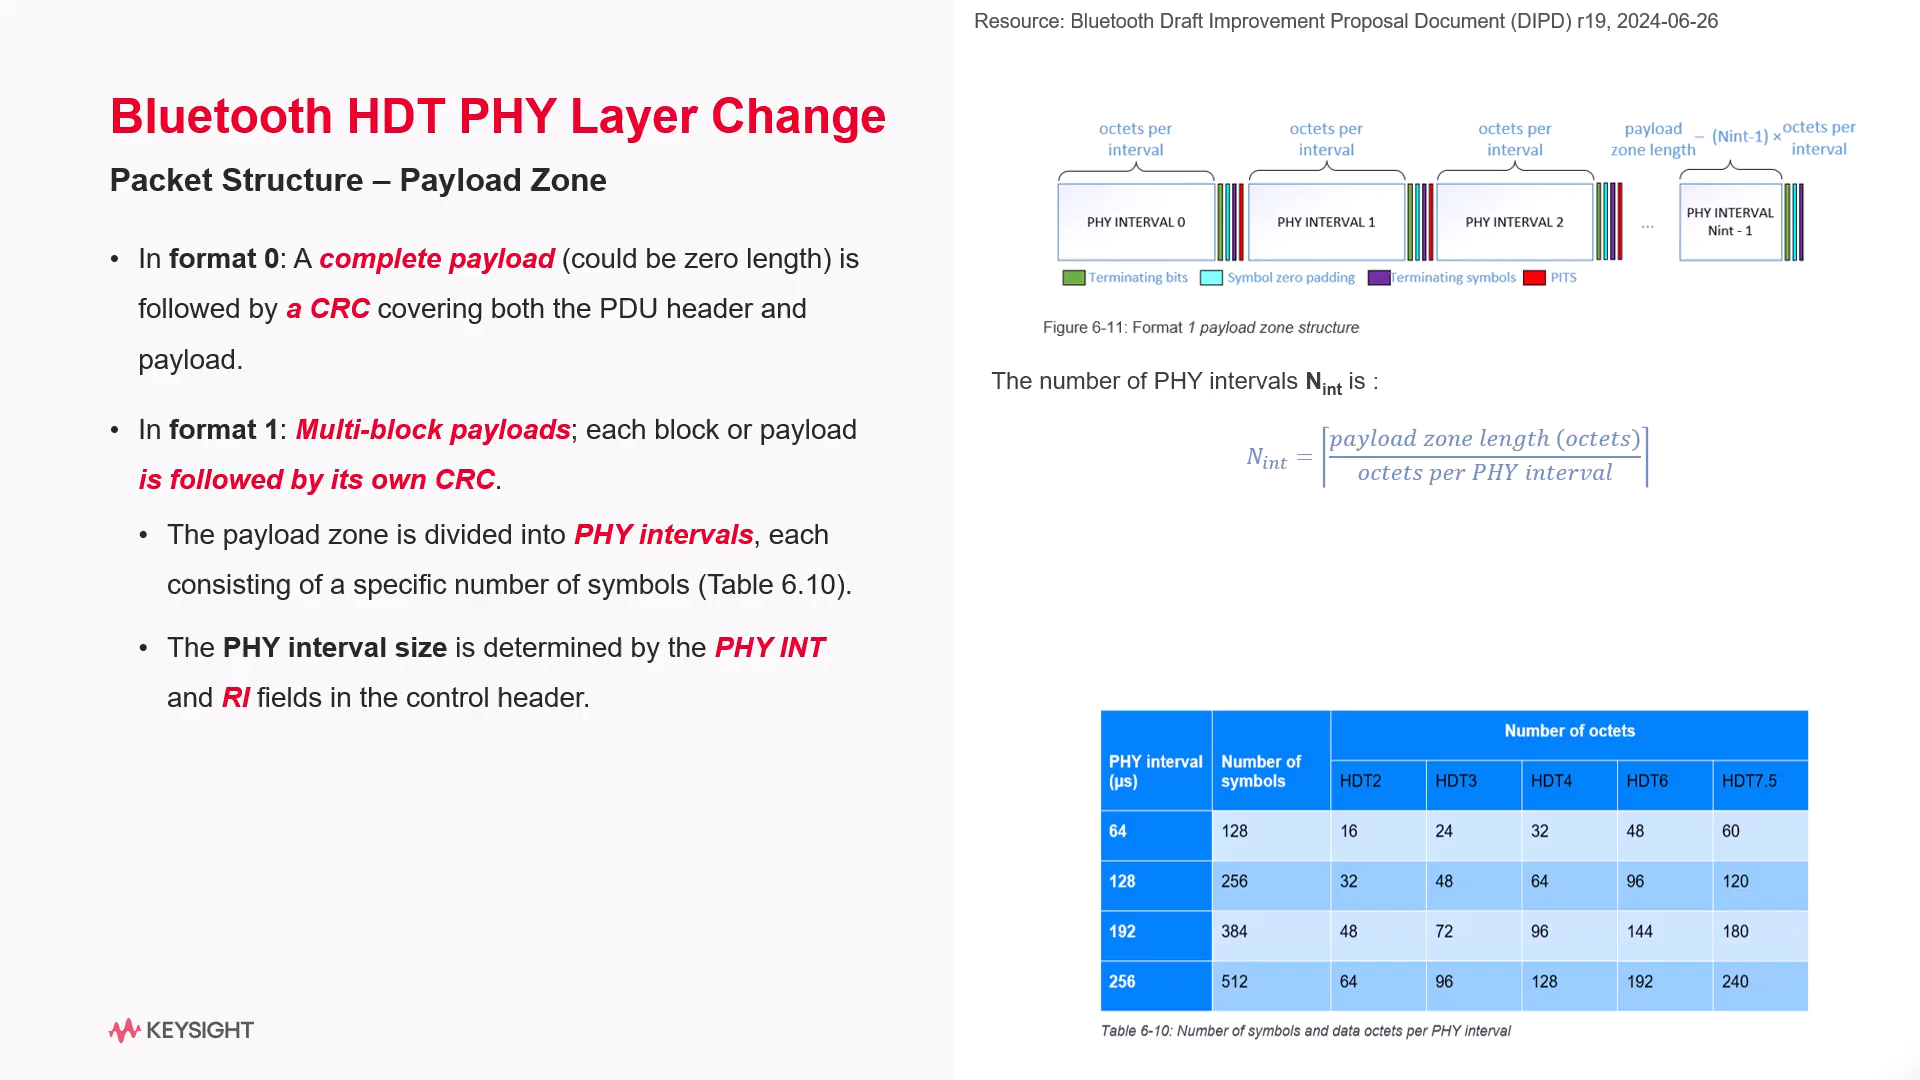 Resource: Bluetooth Draft Improvement Proposal Document (DIPD) r19, 2024-06-26
Bluetooth HDT PHY Layer Change
Packet Structure – Payload Zone
• In format 0: A complete payload (could be zero length) is
followed by a CRC covering both the PDU header and
payload.
• In format 1: Multi-block payloads; each block or payload
is followed by its own CRC.
• The payload zone is divided into PHY intervals, each
consisting of a specific number of symbols (Table 6.10).
• The PHY interval size is determined by the PHY INT
and RI fields in the control header.
KEYSIGHT
octets per interval octets per interval octets per interval payload zone length − (Nint-1) × octets per interval
PHY INTERVAL 0 PHY INTERVAL 1 PHY INTERVAL 2 ... PHY INTERVAL Nint - 1
Terminating bits Symbol zero padding Terminating symbols PITS
Figure 6-11: Format 1 payload zone structure
The number of PHY intervals Nint is :
Nint = ⌈payload zone length (octets) / octets per PHY interval⌉
Number of octets
PHY interval (µs) Number of symbols HDT2 HDT3 HDT4 HDT6 HDT7.5
64 128 16 24 32 48 60
128 256 32 48 64 96 120
192 384 48 72 96 144 180
256 512 64 96 128 192 240
Table 6-10: Number of symbols and data octets per PHY interval